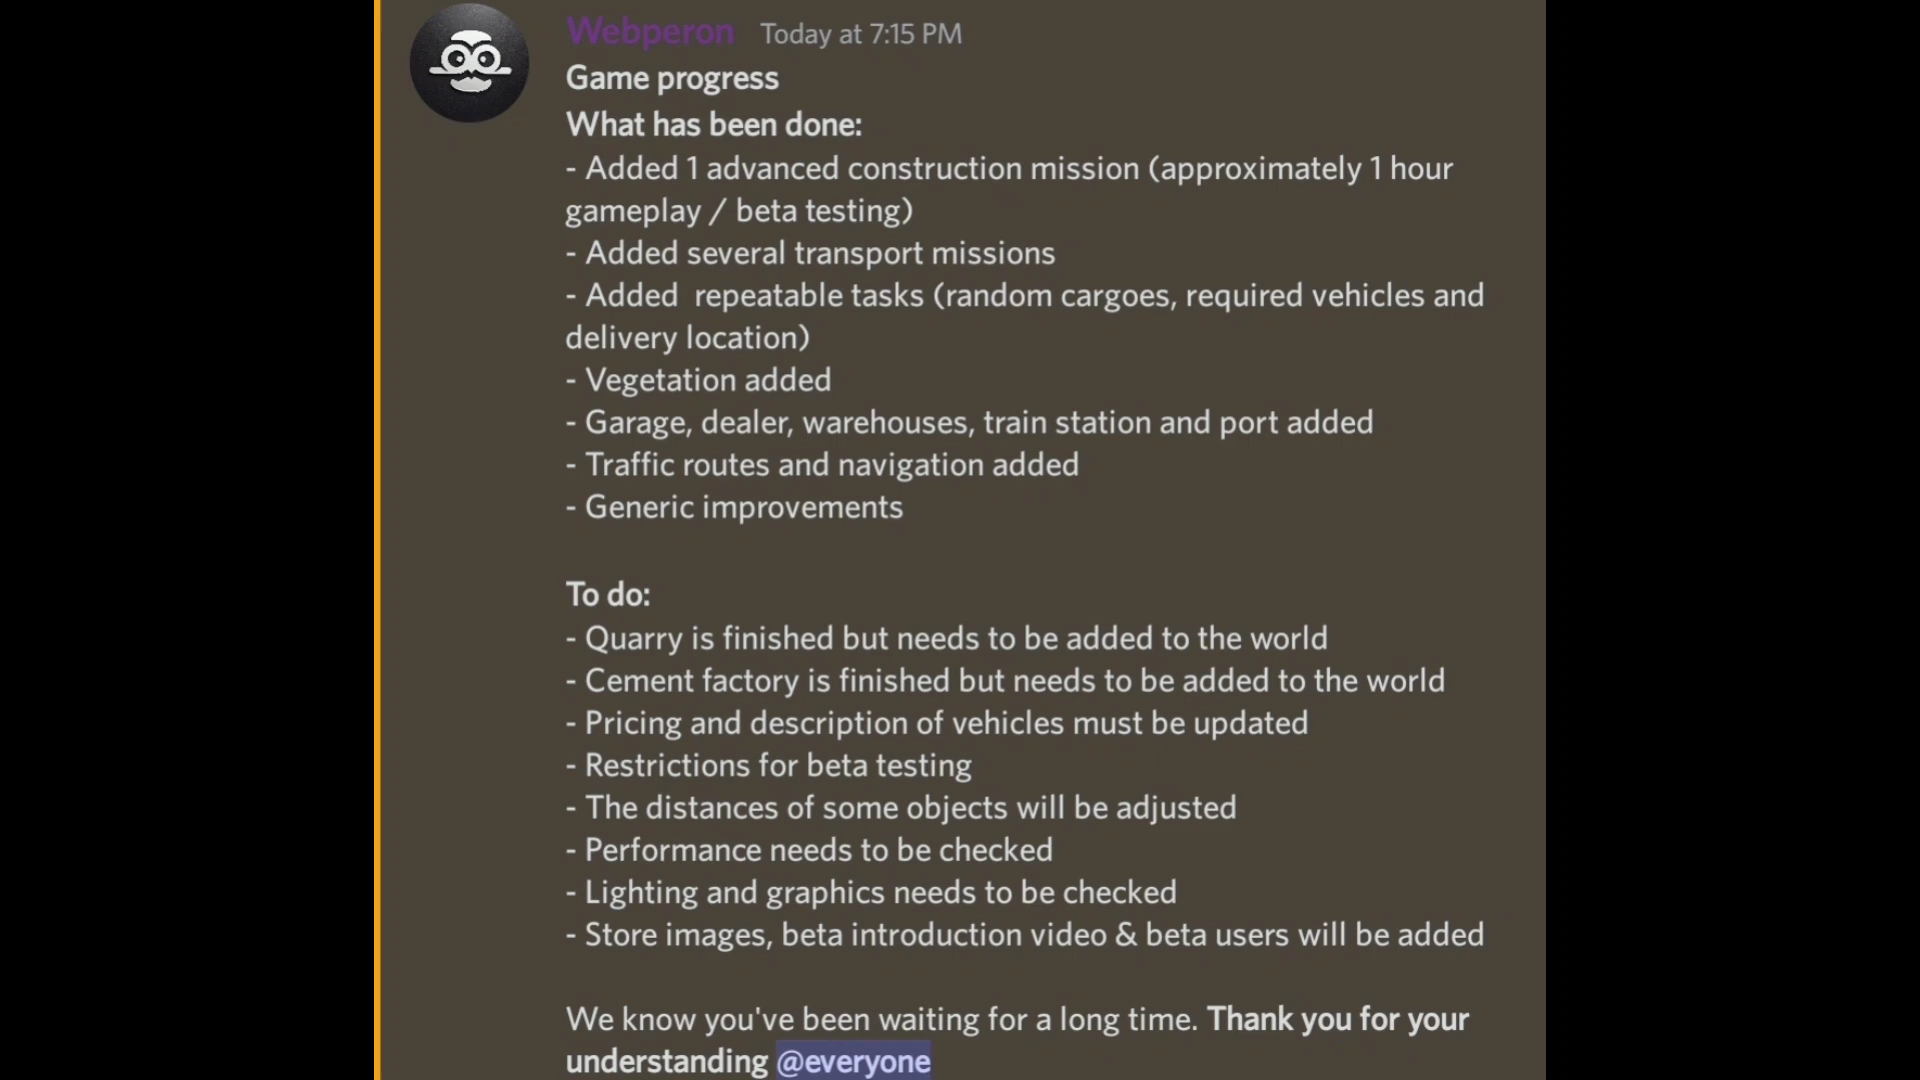 Webperon Today at 7:15 PM
Game progress
What has been done:
- Added 1 advanced construction mission (approximately 1 hour
gameplay / beta testing)
- Added several transport missions
- Added  repeatable tasks (random cargoes, required vehicles and
delivery location)
- Vegetation added
- Garage, dealer, warehouses, train station and port added
- Traffic routes and navigation added
- Generic improvements
To do:
- Quarry is finished but needs to be added to the world
- Cement factory is finished but needs to be added to the world
- Pricing and description of vehicles must be updated
- Restrictions for beta testing
- The distances of some objects will be adjusted
- Performance needs to be checked
- Lighting and graphics needs to be checked
- Store images, beta introduction video & beta users will be added
We know you've been waiting for a long time. Thank you for your
understanding @everyone